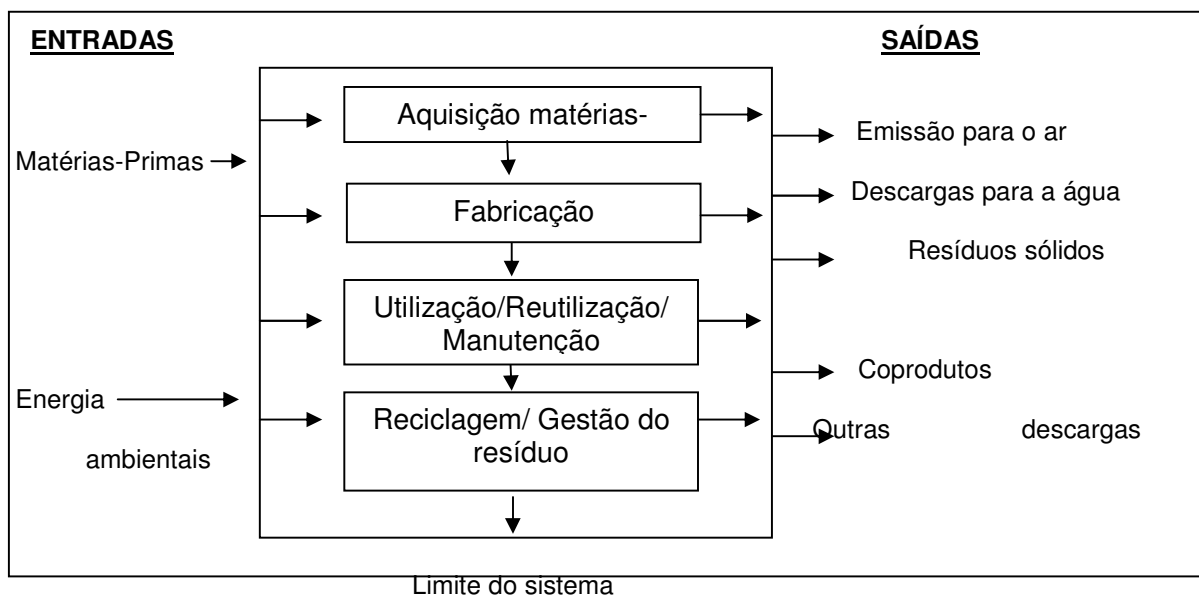 ENTRADAS
SAÍDAS
Aquisição matérias-
Emissão para o ar
Matérias-Primas
Descargas para a água
Fabricação
Resíduos sólidos
Utilização/Reutilização/
Manutenção
Coprodutos
Energia
Reciclagem/ Gestão do
resíduo
Outras descargas
ambientais
Limite do sistema